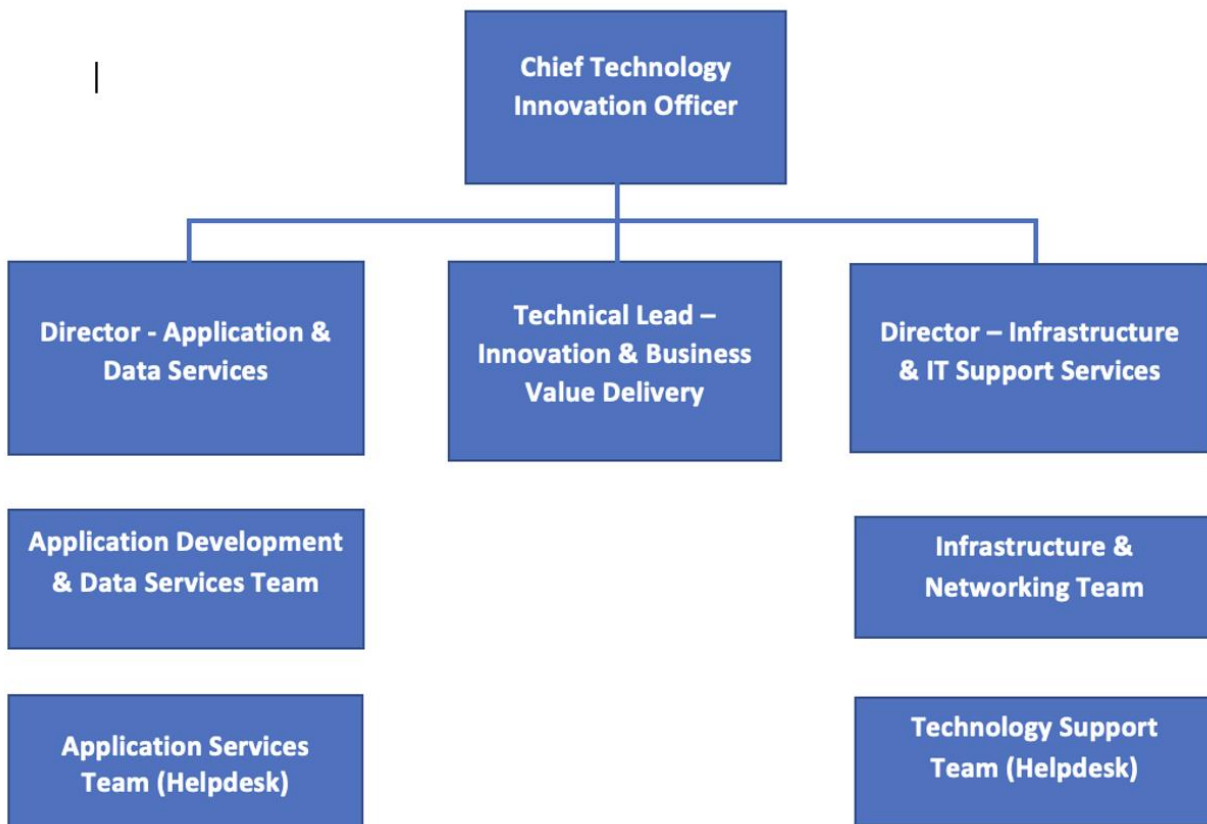 Chief Technology
Innovation Officer
Director - Application &
Data Services
Technical Lead –
Innovation & Business
Value Delivery
Director – Infrastructure
& IT Support Services
Application Development
& Data Services Team
Infrastructure &
Networking Team
Application Services
Team (Helpdesk)
Technology Support
Team (Helpdesk)